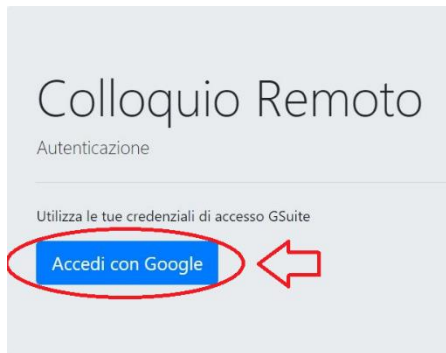 Colloquio Remoto
Autenticazione
Utilizza le tue credenziali di accesso GSuite
Accedi con Google